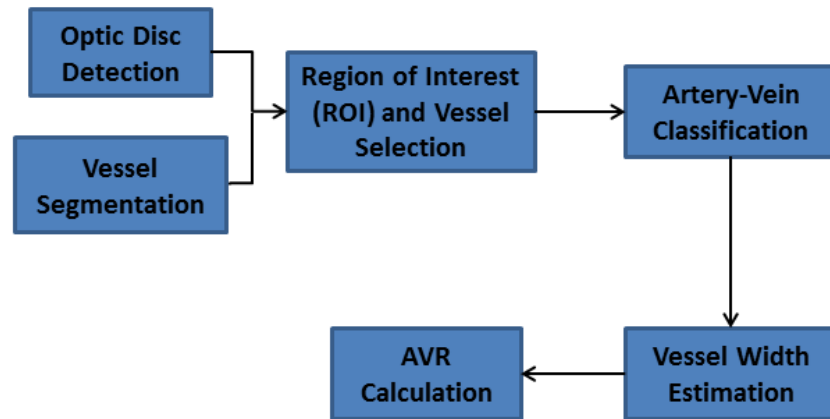 Optic Disc
Detection
Vessel
Segmentation
Region of Interest
(ROI) and Vessel
Selection
Artery-Vein
Classification
Vessel Width
Estimation
AVR
Calculation